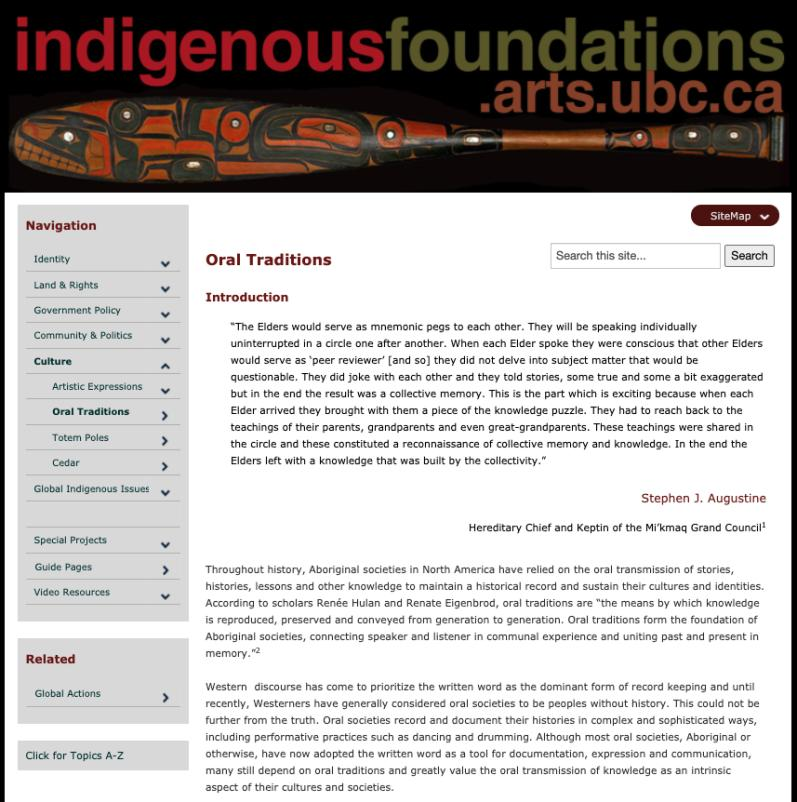 indigenousfoundations
.arts.ubc.ca
SiteMap
Navigation
Identity
Land & Rights
Government Policy
Community & Politics
Culture
Artistic Expressions
Oral Traditions
Totem Poles
Cedar
Global Indigenous Issues
Special Projects
Guide Pages
Video Resources
Related
Global Actions
Click for Topics A-Z
Oral Traditions
Search this site...
Search
Introduction
“The Elders would serve as mnemonic pegs to each other. They will be speaking individually
uninterrupted in a circle one after another. When each Elder spoke they were conscious that other Elders
would serve as ‘peer reviewer’ [and so] they did not delve into subject matter that would be
questionable. They did joke with each other and they told stories, some true and some a bit exaggerated
but in the end the result was a collective memory. This is the part which is exciting because when each
Elder arrived they brought with them a piece of the knowledge puzzle. They had to reach back to the
teachings of their parents, grandparents and even great-grandparents. These teachings were shared in
the circle and these constituted a reconnaissance of collective memory and knowledge. In the end the
Elders left with a knowledge that was built by the collectivity.”
Stephen J. Augustine
Hereditary Chief and Keptin of the Mi’kmaq Grand Council¹
Throughout history, Aboriginal societies in North America have relied on the oral transmission of stories,
histories, lessons and other knowledge to maintain a historical record and sustain their cultures and identities.
According to scholars Renée Hulan and Renate Eigenbrod, oral traditions are “the means by which knowledge
is reproduced, preserved and conveyed from generation to generation. Oral traditions form the foundation of
Aboriginal societies, connecting speaker and listener in communal experience and uniting past and present in
memory.”²
Western discourse has come to prioritize the written word as the dominant form of record keeping and until
recently, Westerners have generally considered oral societies to be peoples without history. This could not be
further from the truth. Oral societies record and document their histories in complex and sophisticated ways,
including performative practices such as dancing and drumming. Although most oral societies, Aboriginal or
otherwise, have now adopted the written word as a tool for documentation, expression and communication,
many still depend on oral traditions and greatly value the oral transmission of knowledge as an intrinsic
aspect of their cultures and societies.